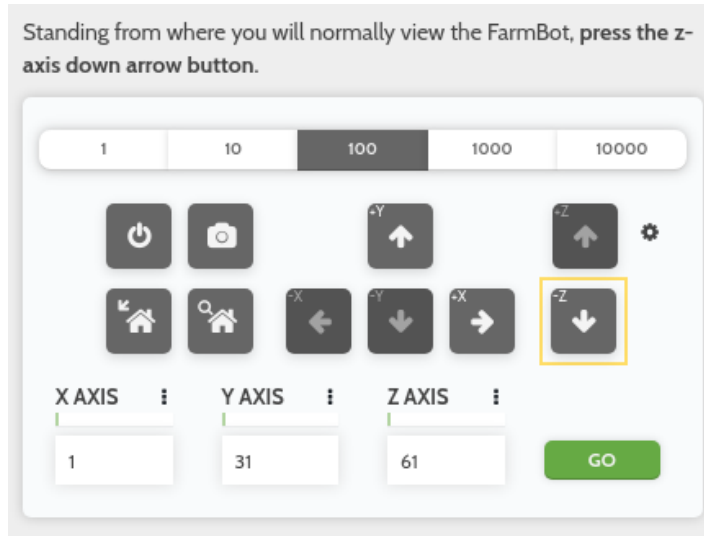 Standing from where you will normally view the FarmBot, press the z-
axis down arrow button.
1 10 100 1000 10000
+Y +Z
-X -Y +X -Z
X AXIS Y AXIS Z AXIS
1 31 61 GO